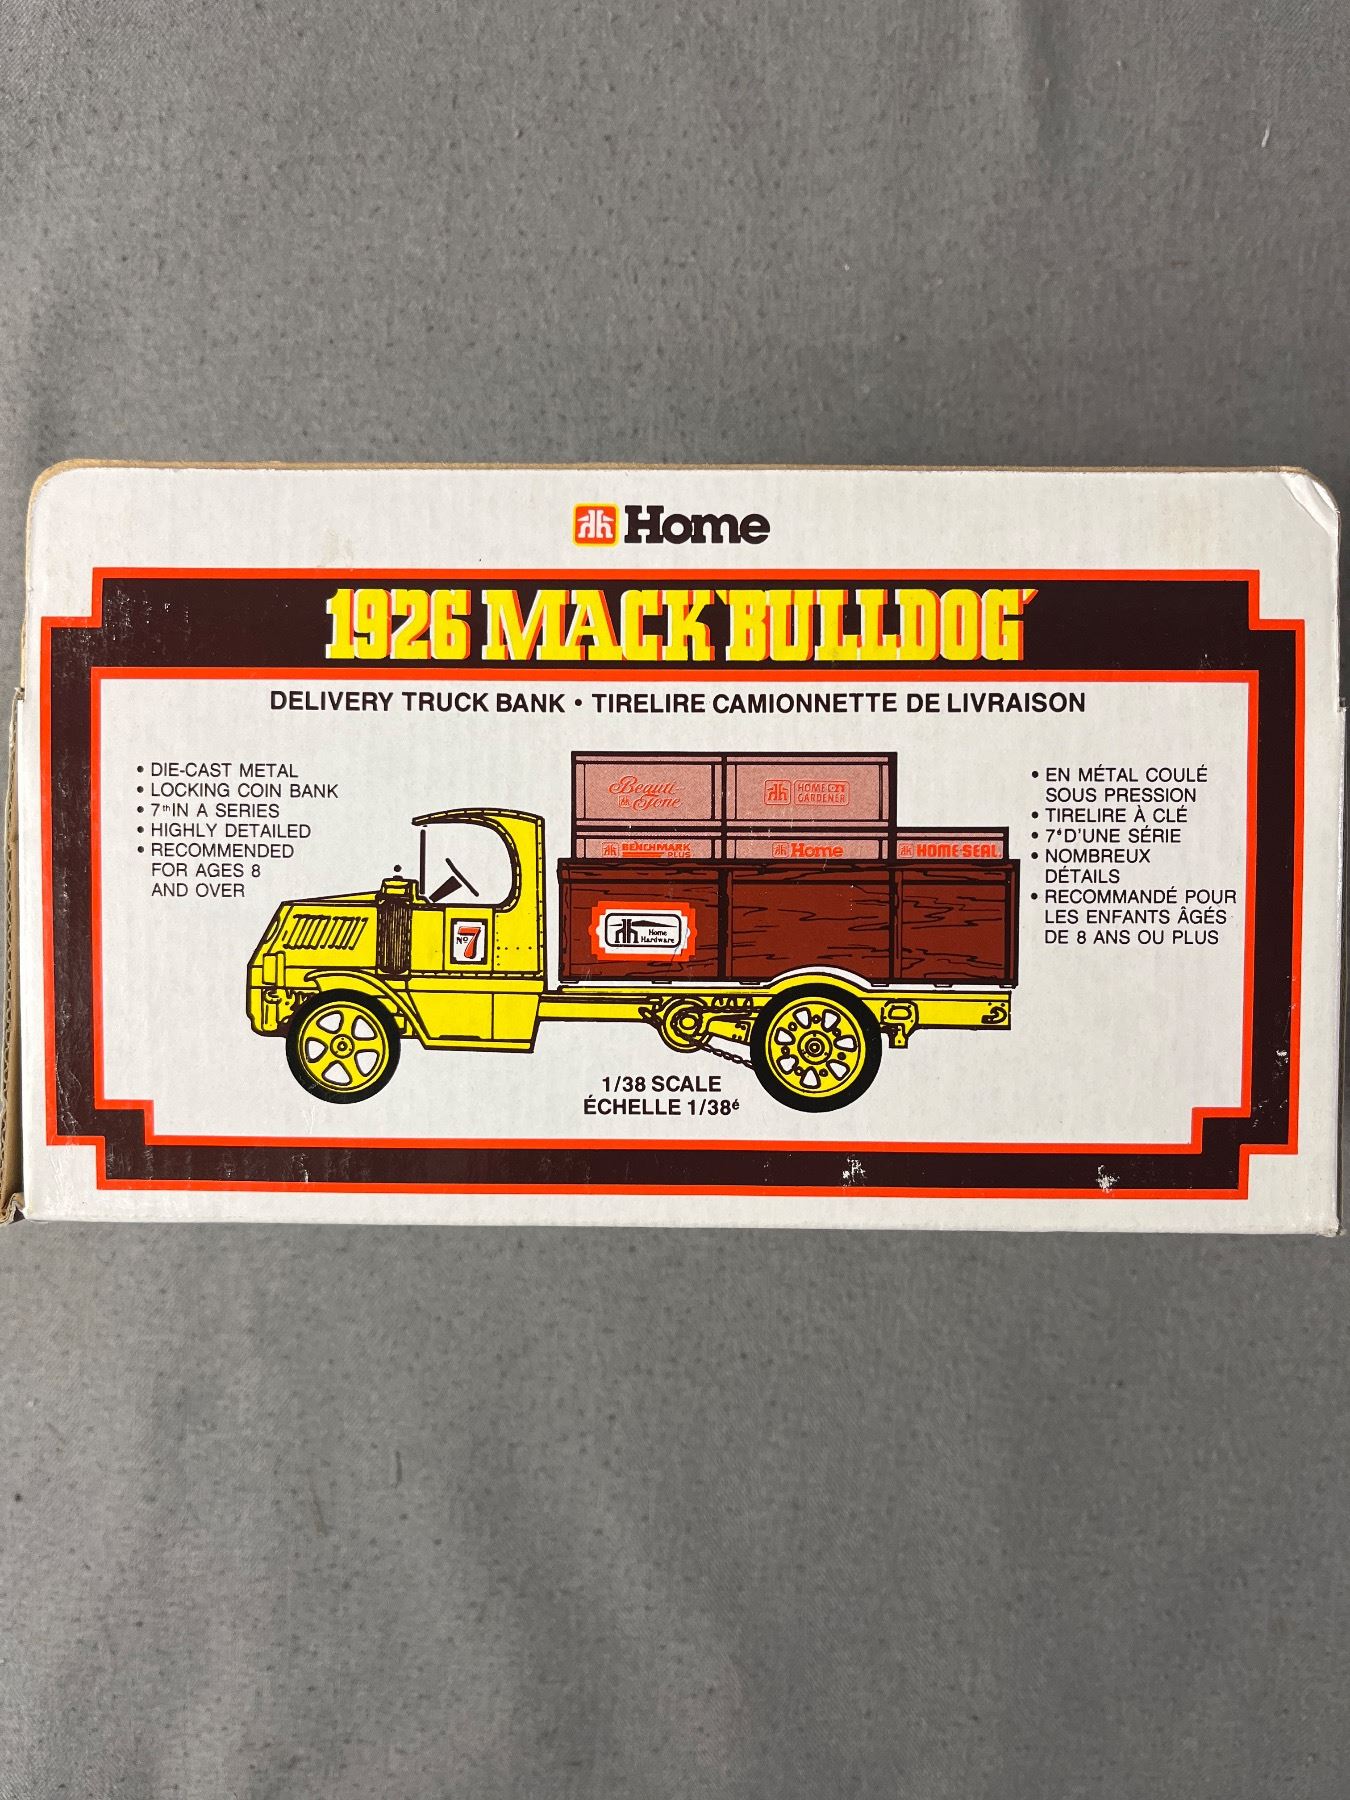 Home
1926 MACK 'BULLDOG'
DELIVERY TRUCK BANK • TIRELIRE CAMIONNETTE DE LIVRAISON
• DIE-CAST METAL
• LOCKING COIN BANK
• 7th IN A SERIES
• HIGHLY DETAILED
• RECOMMENDED
FOR AGES 8
AND OVER
• EN MÉTAL COULÉ
SOUS PRESSION
• TIRELIRE À CLÉ
• 7e D'UNE SÉRIE
• NOMBREUX
DÉTAILS
• RECOMMANDÉ POUR
LES ENFANTS ÂGÉS
DE 8 ANS OU PLUS
Beauti-
Tone
HOME
GARDENER
BENCHMARK
PLUS
Home
HOME-SEAL
Nº 7
Home
Hardware
1/38 SCALE
ÉCHELLE 1/38é